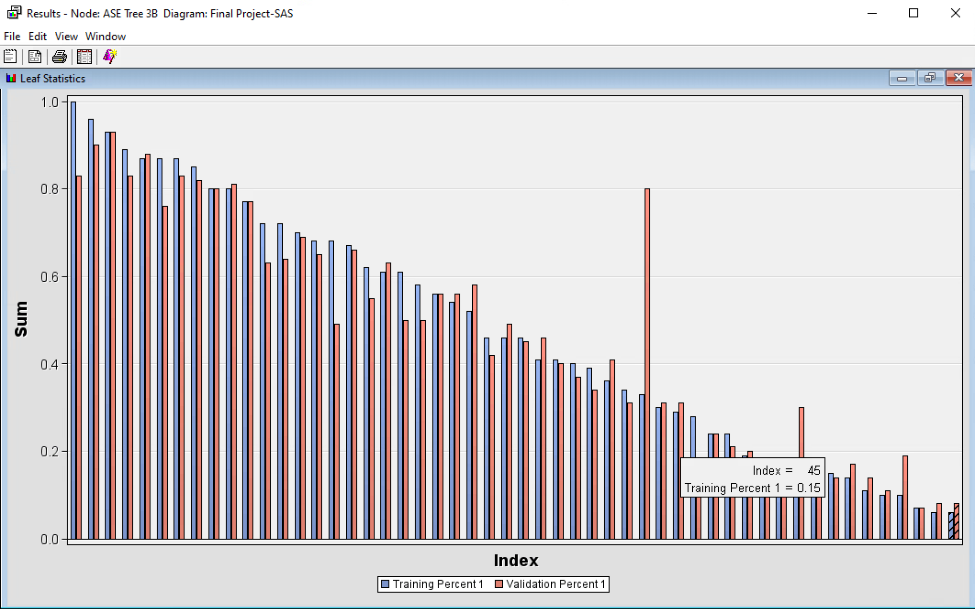 Results - Node: ASE Tree 3B  Diagram: Final Project-SAS
File Edit View Window
Leaf Statistics
1.0
0.8
0.6
0.4
0.2
0.0
Sum
Index = 45
Training Percent 1 = 0.15
Index
Training Percent 1 Validation Percent 1